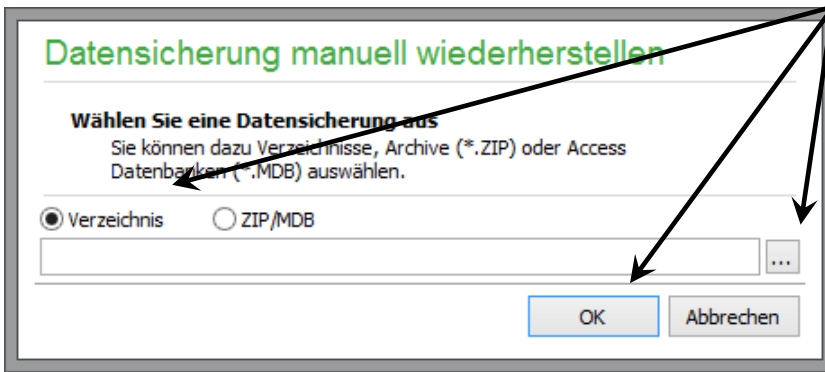 Datensicherung manuell wiederherstellen
Wählen Sie eine Datensicherung aus
Sie können dazu Verzeichnisse, Archive (*.ZIP) oder Access
Datenbanken (*.MDB) auswählen.
Verzeichnis ZIP/MDB
...
OK Abbrechen